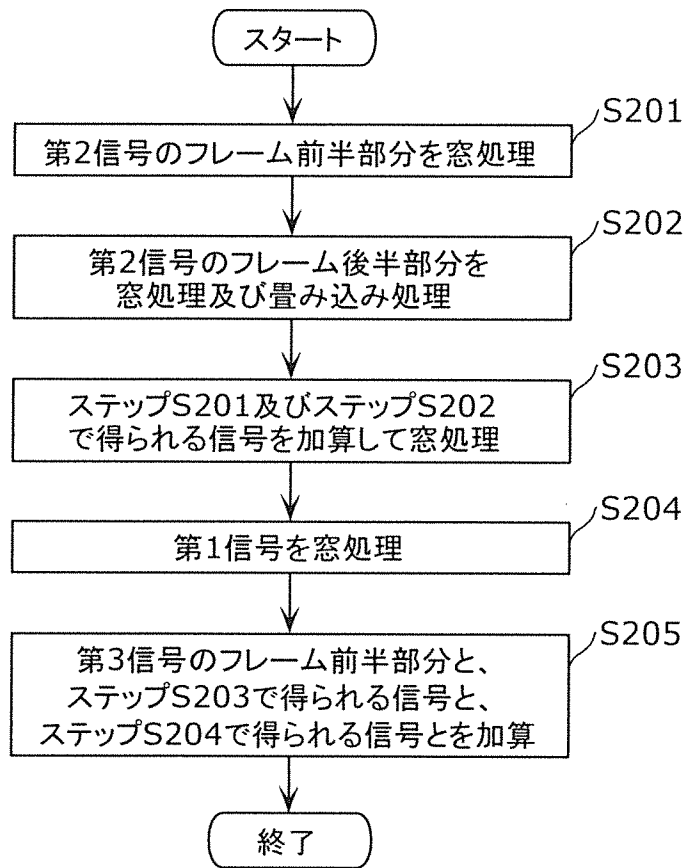 スタート
S201
第2信号のフレーム前半部分を窓処理
S202
第2信号のフレーム後半部分を
窓処理及び畳み込み処理
S203
ステップS201及びステップS202
で得られる信号を加算して窓処理
S204
第1信号を窓処理
S205
第3信号のフレーム前半部分と、
ステップS203で得られる信号と、
ステップS204で得られる信号とを加算
終了